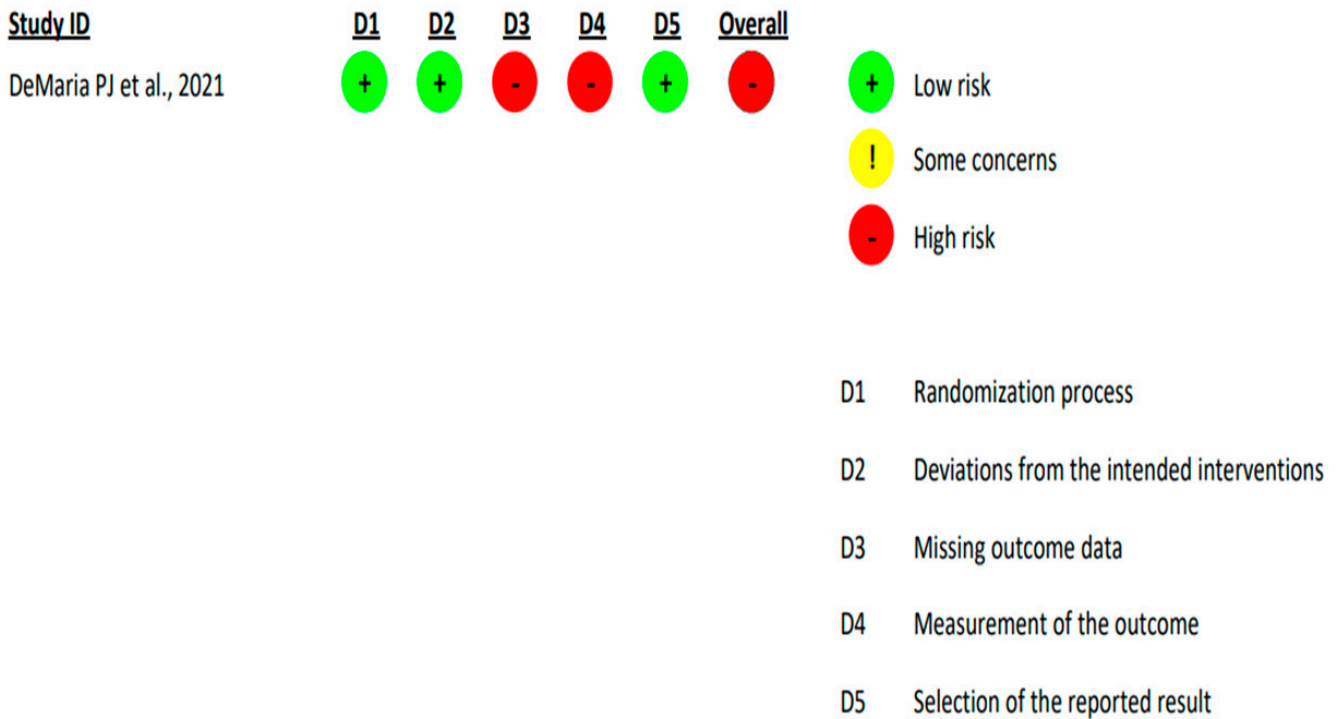 Study ID D1 D2 D3 D4 D5 Overall
DeMaria PJ et al., 2021 + + - - + -
+ Low risk
! Some concerns
- High risk
D1 Randomization process
D2 Deviations from the intended interventions
D3 Missing outcome data
D4 Measurement of the outcome
D5 Selection of the reported result